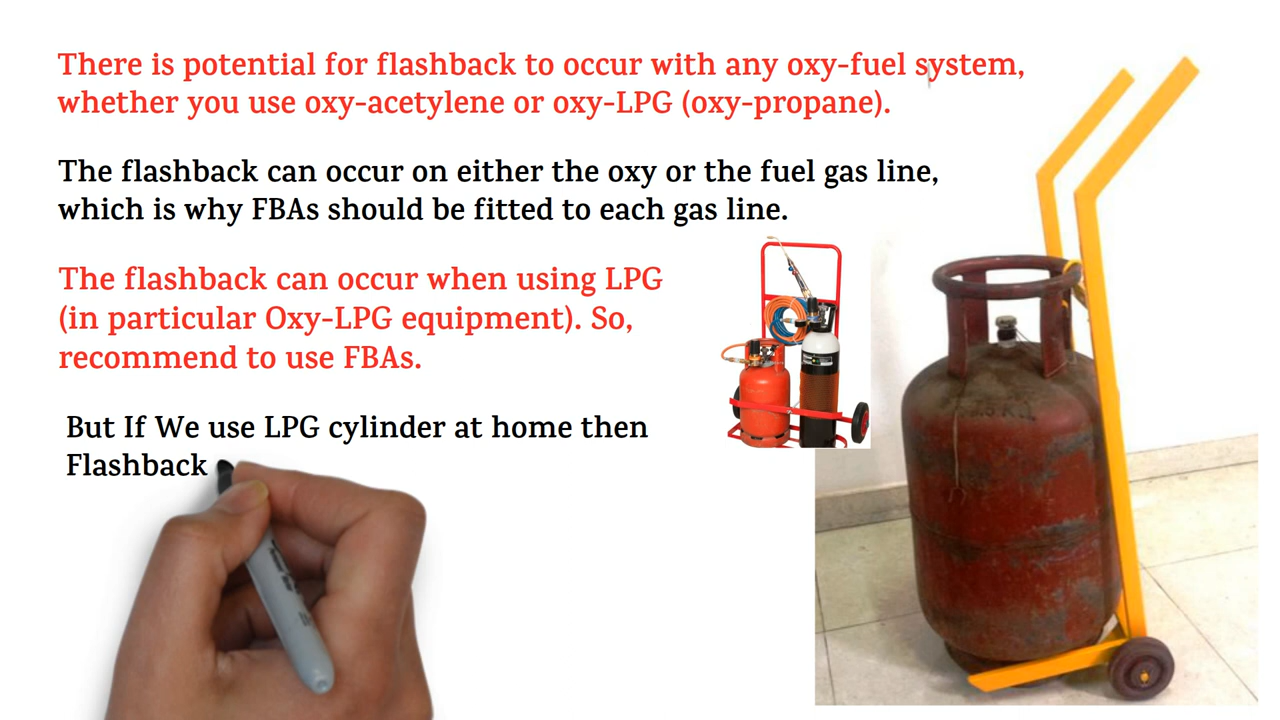 There is potential for flashback to occur with any oxy-fuel system,
whether you use oxy-acetylene or oxy-LPG (oxy-propane).
The flashback can occur on either the oxy or the fuel gas line,
which is why FBAs should be fitted to each gas line.
The flashback can occur when using LPG
(in particular Oxy-LPG equipment). So,
recommend to use FBAs.
But If We use LPG cylinder at home then
Flashback